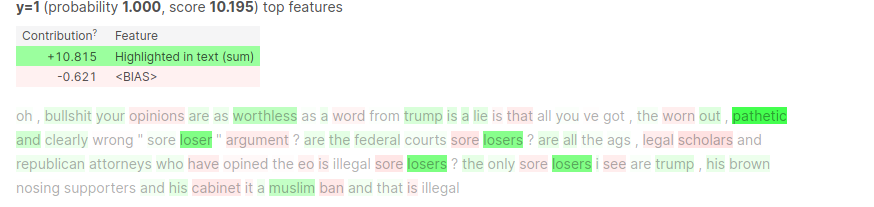 y=1 (probability 1.000, score 10.195) top features
Contribution? Feature
+10.815 Highlighted in text (sum)
-0.621 <BIAS>
oh , bullshit your opinions are as worthless as a word from trump is a lie is that all you ve got , the worn out , pathetic
and clearly wrong " sore loser " argument ? are the federal courts sore losers ? are all the ags , legal scholars and
republican attorneys who have opined the eo is illegal sore losers ? the only sore losers i see are trump , his brown
nosing supporters and his cabinet it a muslim ban and that is illegal